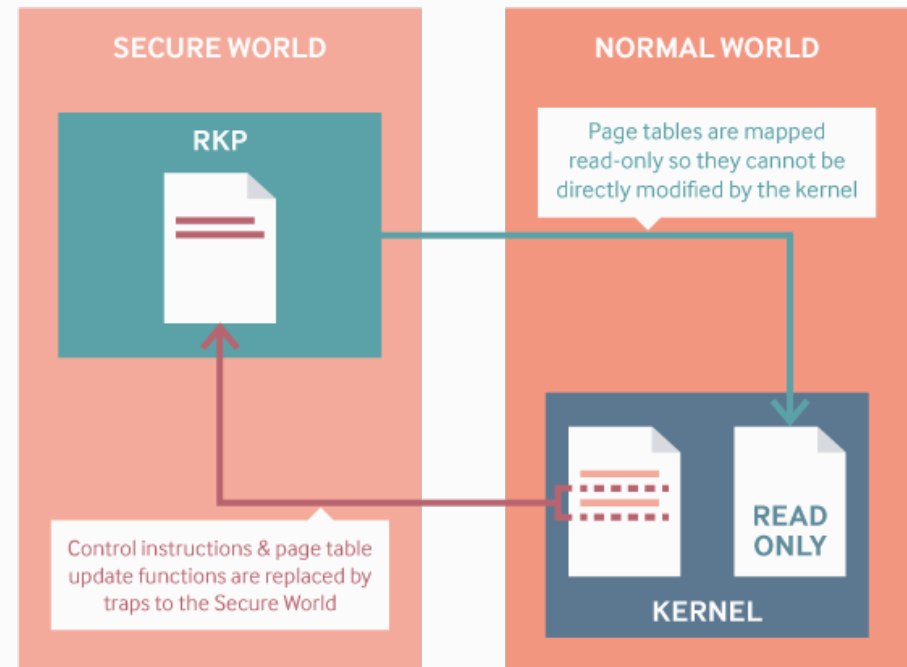 SECURE WORLD
RKP
Control instructions & page table
update functions are replaced by
traps to the Secure World
NORMAL WORLD
Page tables are mapped
read-only so they cannot be
directly modified by the kernel
READ
ONLY
KERNEL